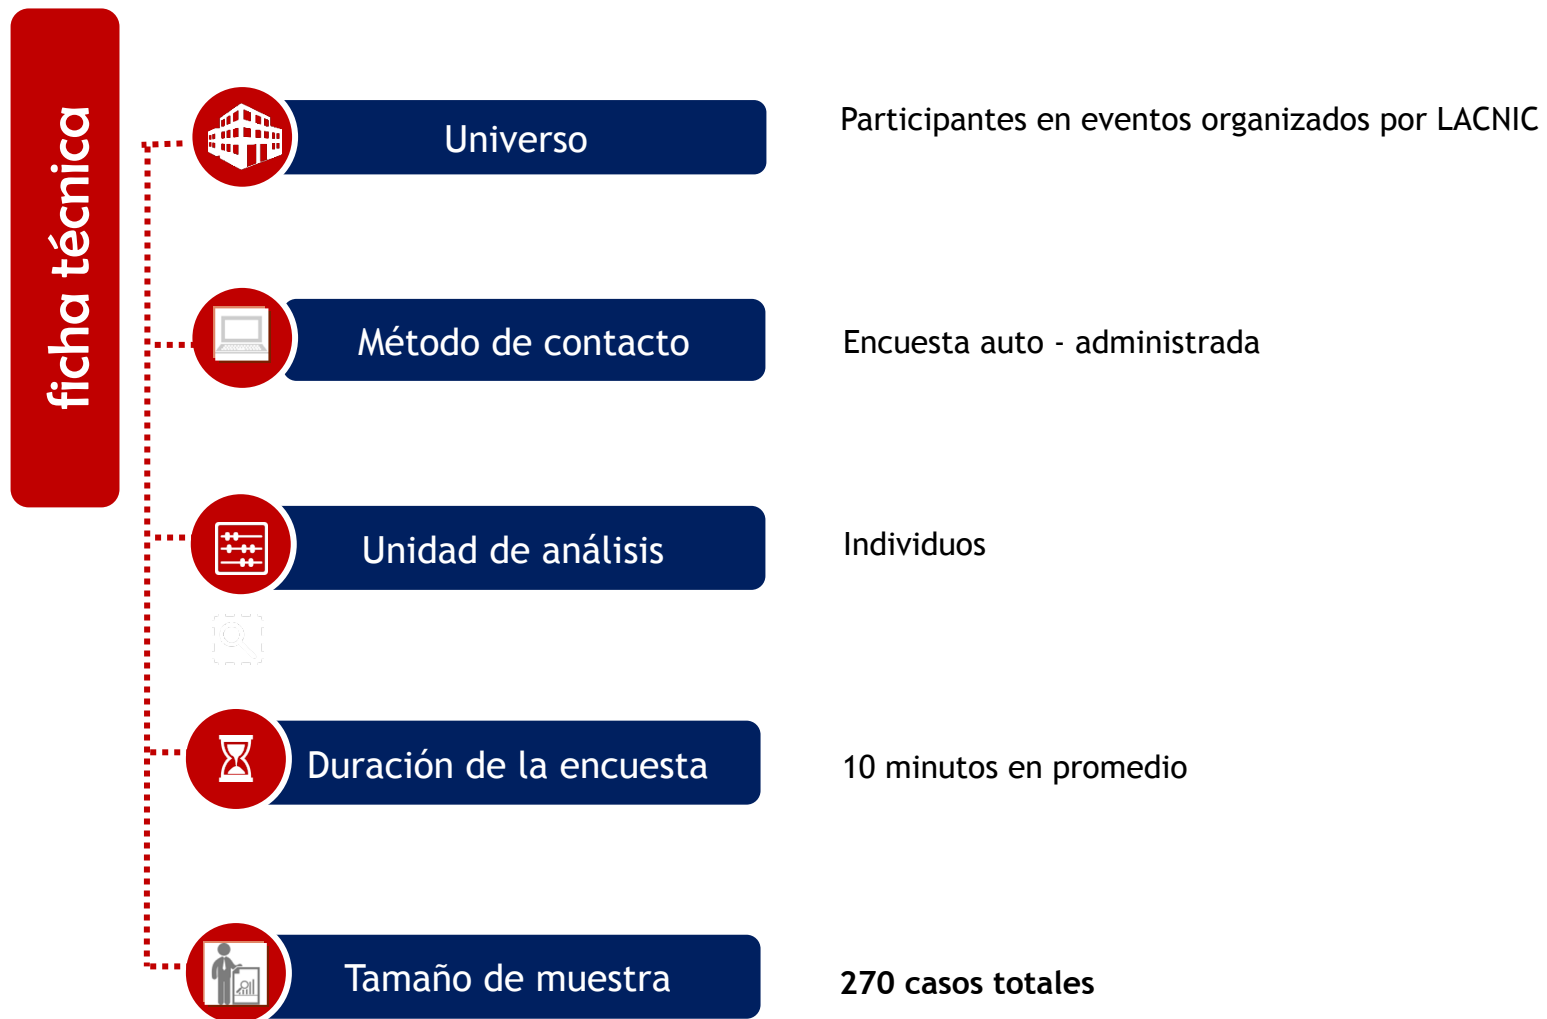 ficha técnica
Universo
Participantes en eventos organizados por LACNIC
Método de contacto
Encuesta auto - administrada
Unidad de análisis
Individuos
Duración de la encuesta
10 minutos en promedio
Tamaño de muestra
270 casos totales